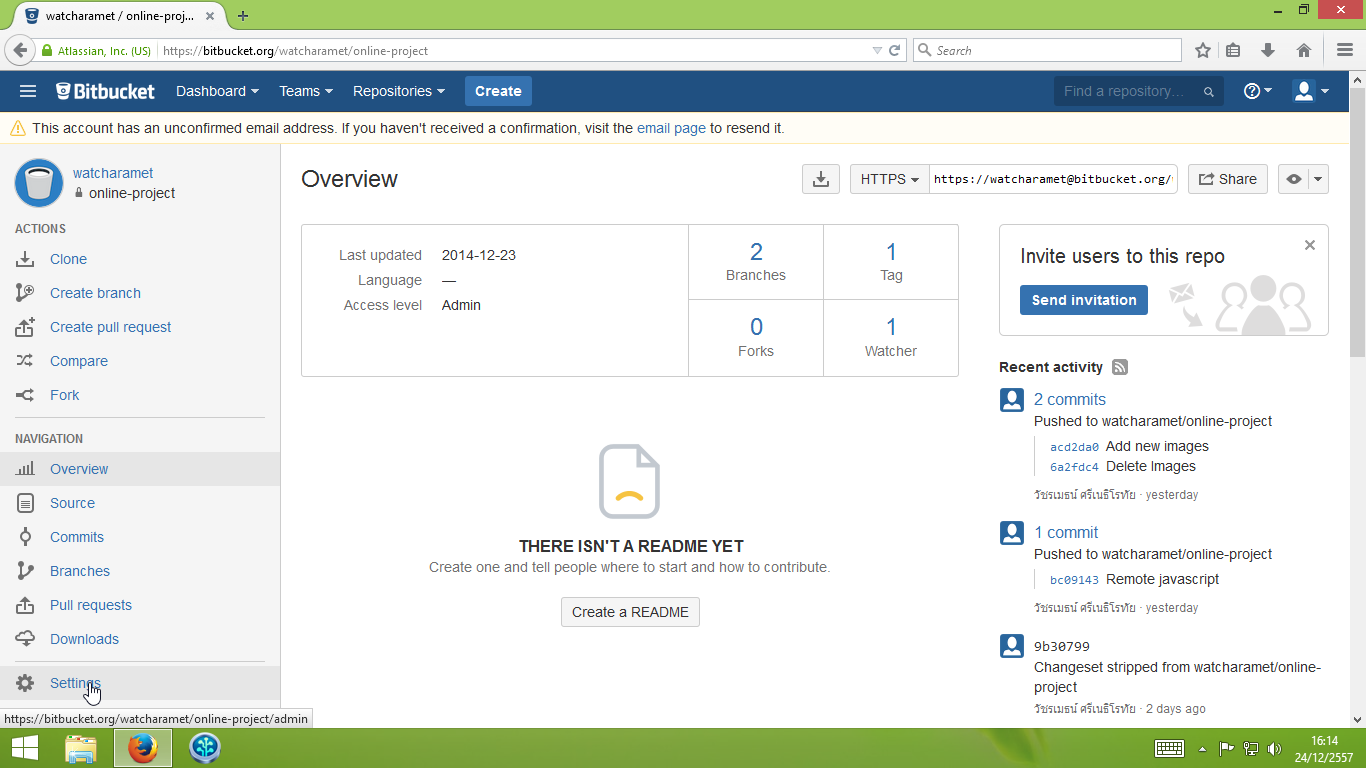 watcharamet / online-proj...
Atlassian, Inc. (US)
https://bitbucket.org/watcharamet/online-project
Search
Bitbucket
Dashboard
Teams
Repositories
Create
Find a repository...
This account has an unconfirmed email address. If you haven't received a confirmation, visit the email page to resend it.
watcharamet
online-project
ACTIONS
Clone
Create branch
Create pull request
Compare
Fork
NAVIGATION
Overview
Source
Commits
Branches
Pull requests
Downloads
Settings
https://bitbucket.org/watcharamet/online-project/admin
Overview
HTTPS
https://watcharamet@bitbucket.org/
Share
Last updated 2014-12-23
Language —
Access level Admin
2
Branches
1
Tag
0
Forks
1
Watcher
THERE ISN'T A README YET
Create one and tell people where to start and how to contribute.
Create a README
Invite users to this repo
Send invitation
Recent activity
2 commits
Pushed to watcharamet/online-project
acd2da0 Add new images
6a2fdc4 Delete Images
วัชรเมธน์ ศรีเนธิโรทัย · yesterday
1 commit
Pushed to watcharamet/online-project
bc09143 Remote javascript
วัชรเมธน์ ศรีเนธิโรทัย · yesterday
9b30799
Changeset stripped from watcharamet/online-
project
วัชรเมธน์ ศรีเนธิโรทัย · 2 days ago
16:14
24/12/2557